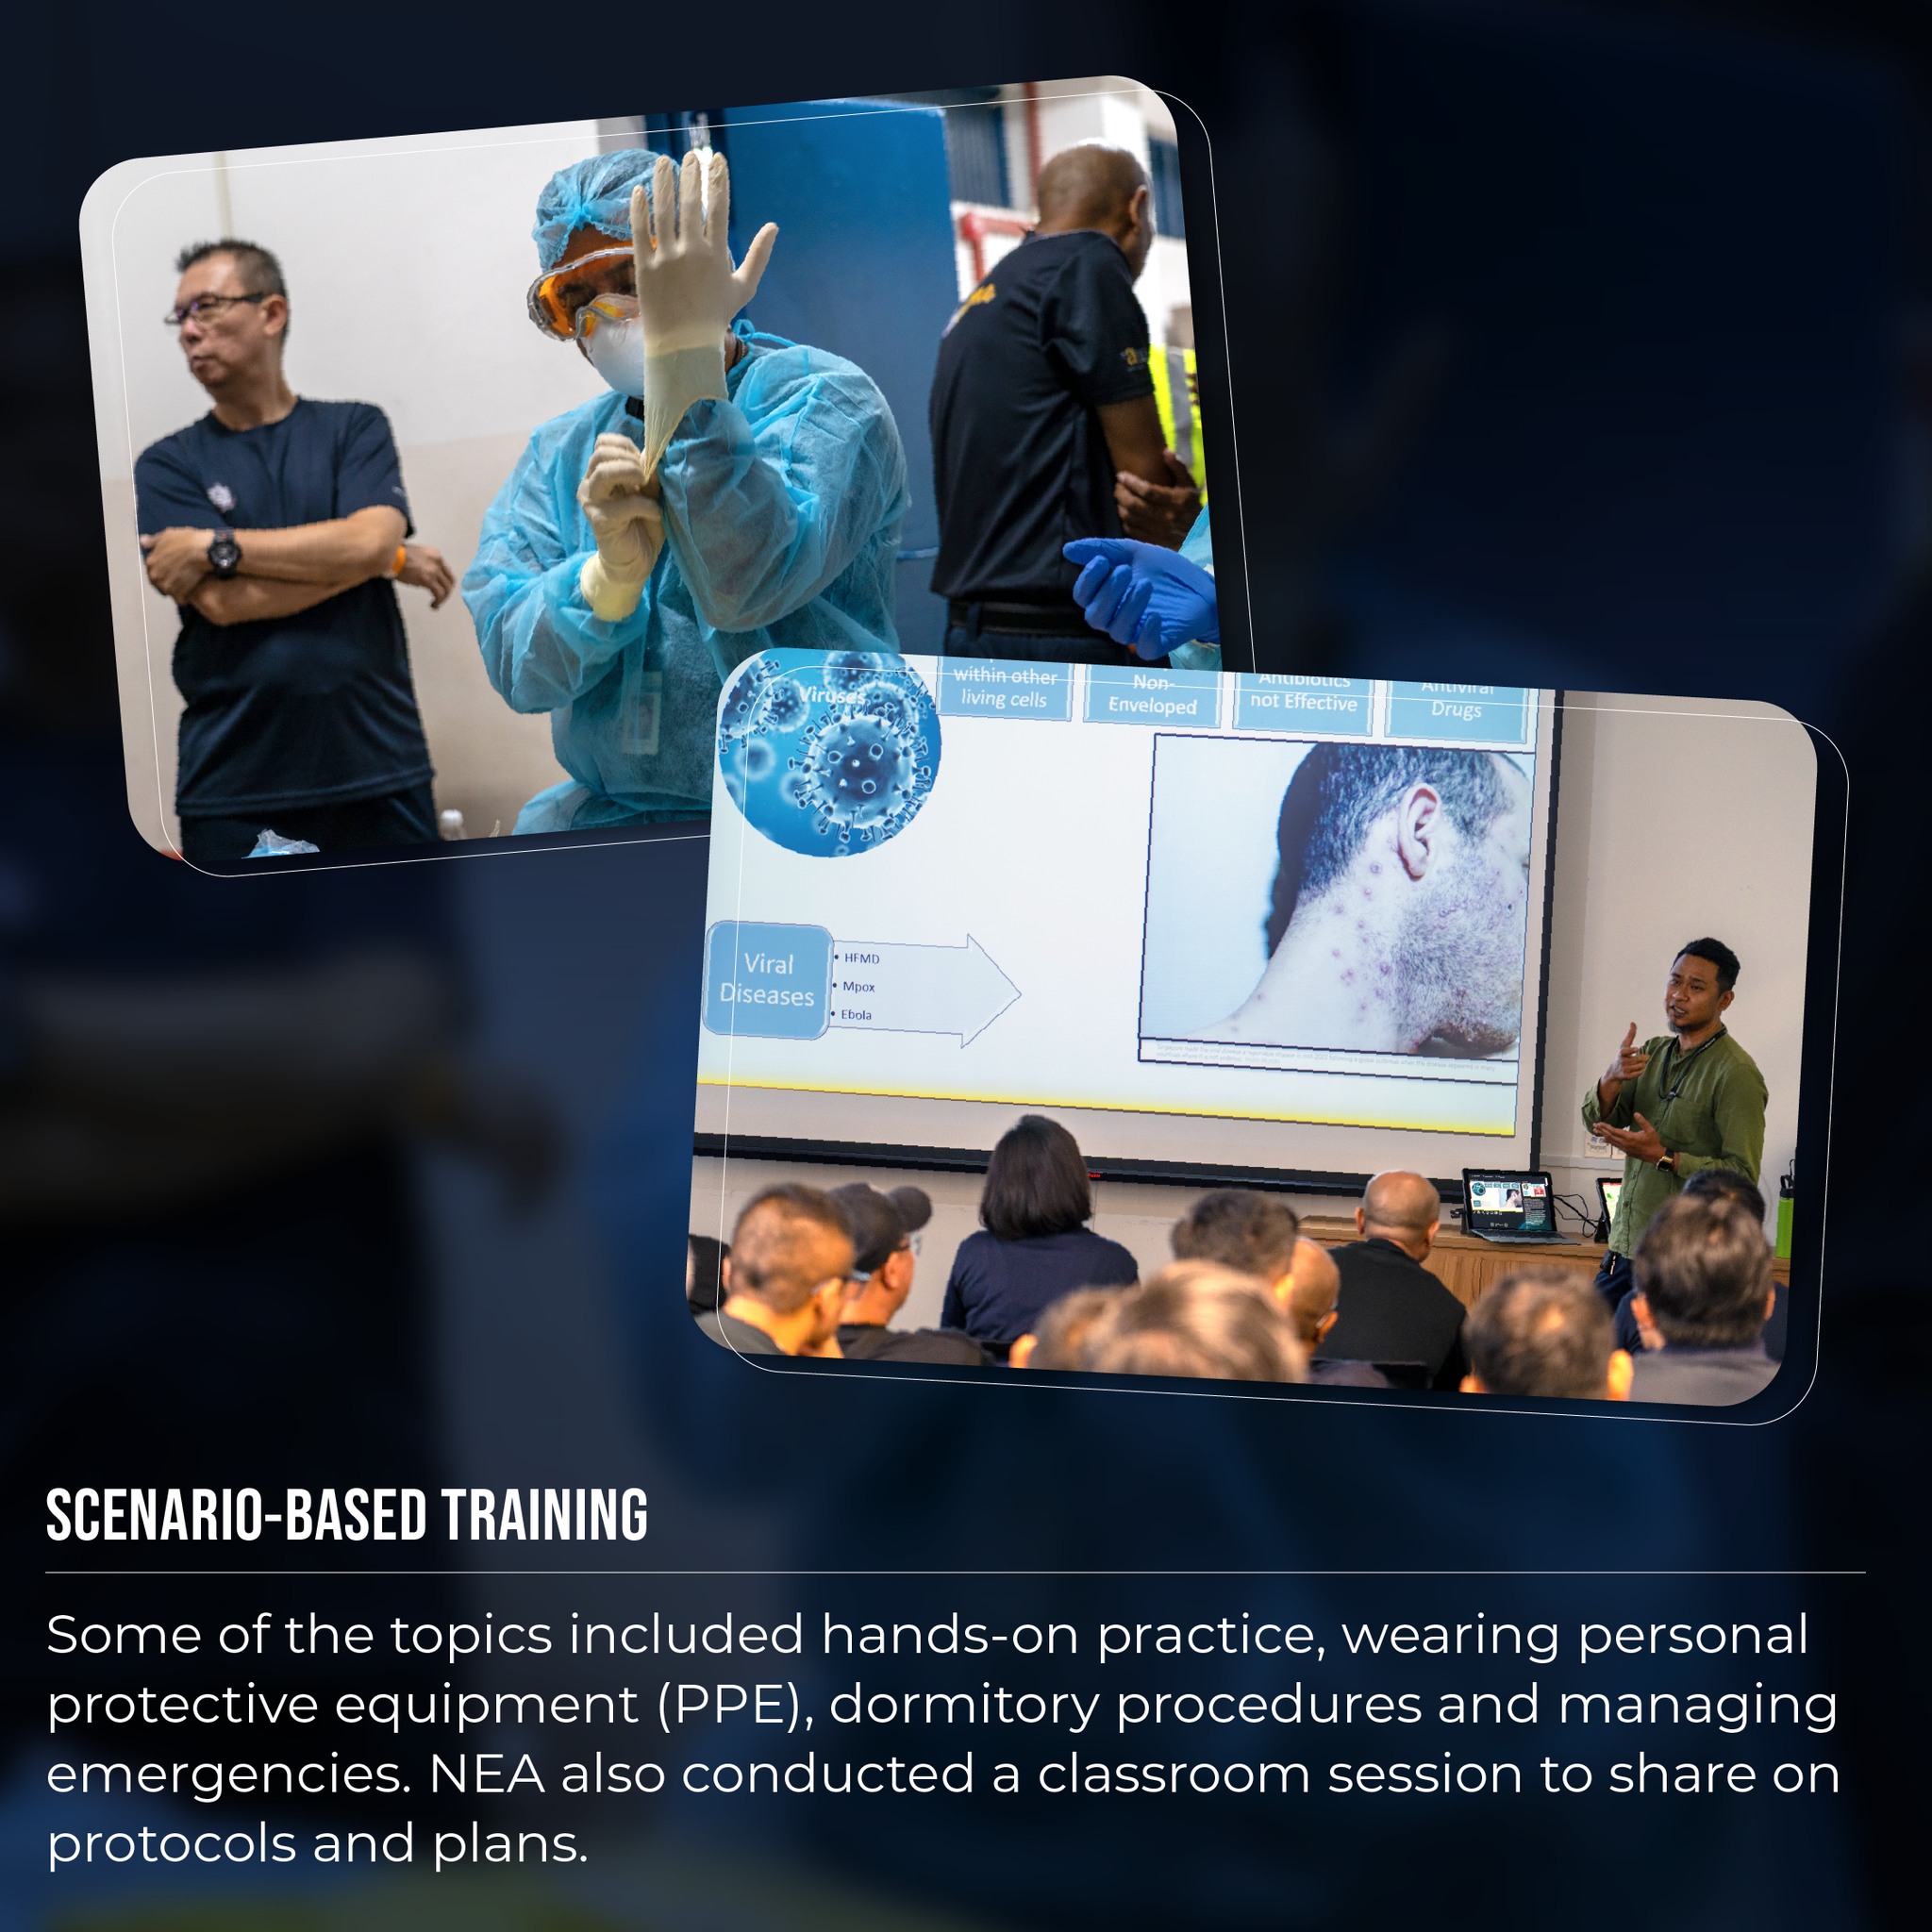 Viruses
within other
living cells
Non-
Enveloped
Antibiotics
not Effective
Antiviral
Drugs
Viral
Diseases
• HFMD
• Mpox
• Ebola
SCENARIO-BASED TRAINING
Some of the topics included hands-on practice, wearing personal
protective equipment (PPE), dormitory procedures and managing
emergencies. NEA also conducted a classroom session to share on
protocols and plans.